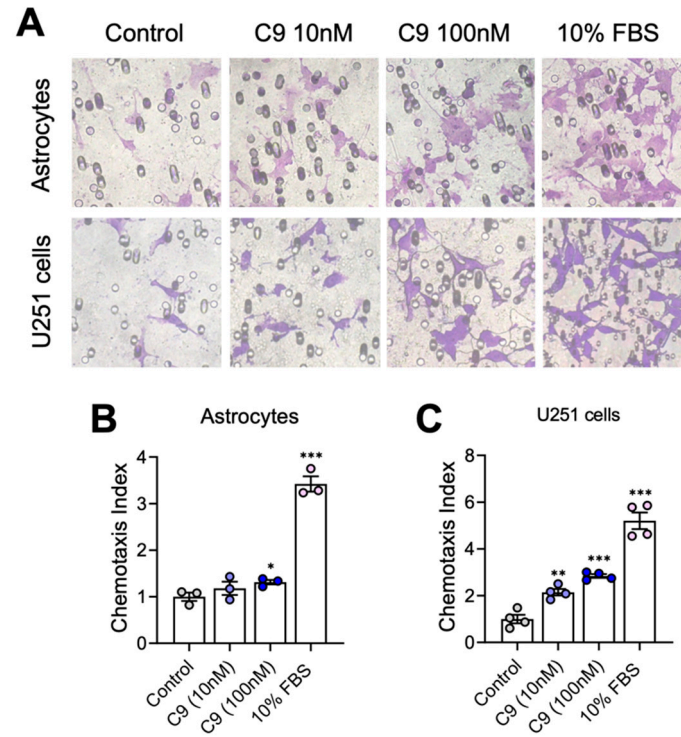 A
Control
C9 10nM
C9 100nM
10% FBS
Astrocytes
U251 cells
B
Astrocytes
Chemotaxis Index
4
3
2
1
0
***
*
Control
C9 (10nM)
C9 (100nM)
10% FBS
C
U251 cells
Chemotaxis Index
8
6
4
2
0
**
***
***
Control
C9 (10nM)
C9 (100nM)
10% FBS